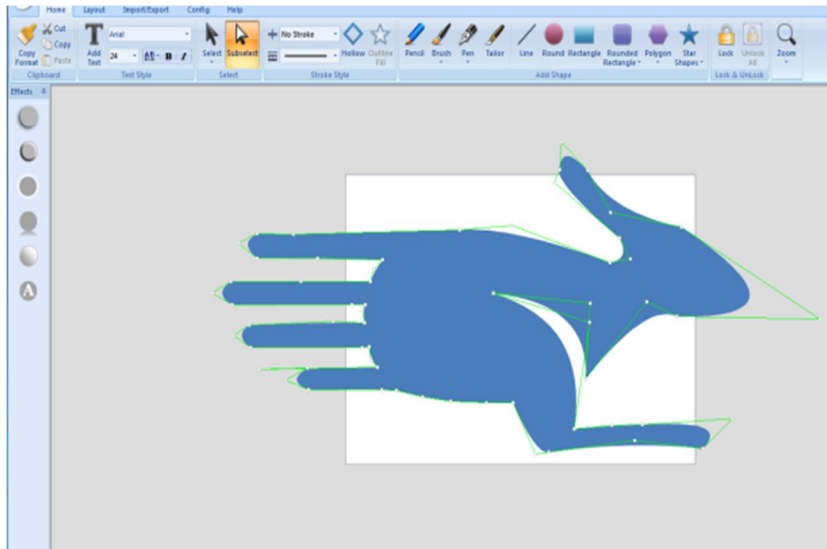 Home Layout Import/Export Config Help
Cut
Copy
Paste
Copy Format
Clipboard
Add Text
Arial
24
AB B I
Text Style
Select
Subselect
Select
No Stroke
Hollow
Outline Fill
Stroke Style
Pencil
Brush
Pen
Tailor
Line
Round
Rectangle
Rounded Rectangle
Polygon
Star Shapes
Add Shape
Lock
Unlock All
Lock & UnLock
Zoom
Effects
A